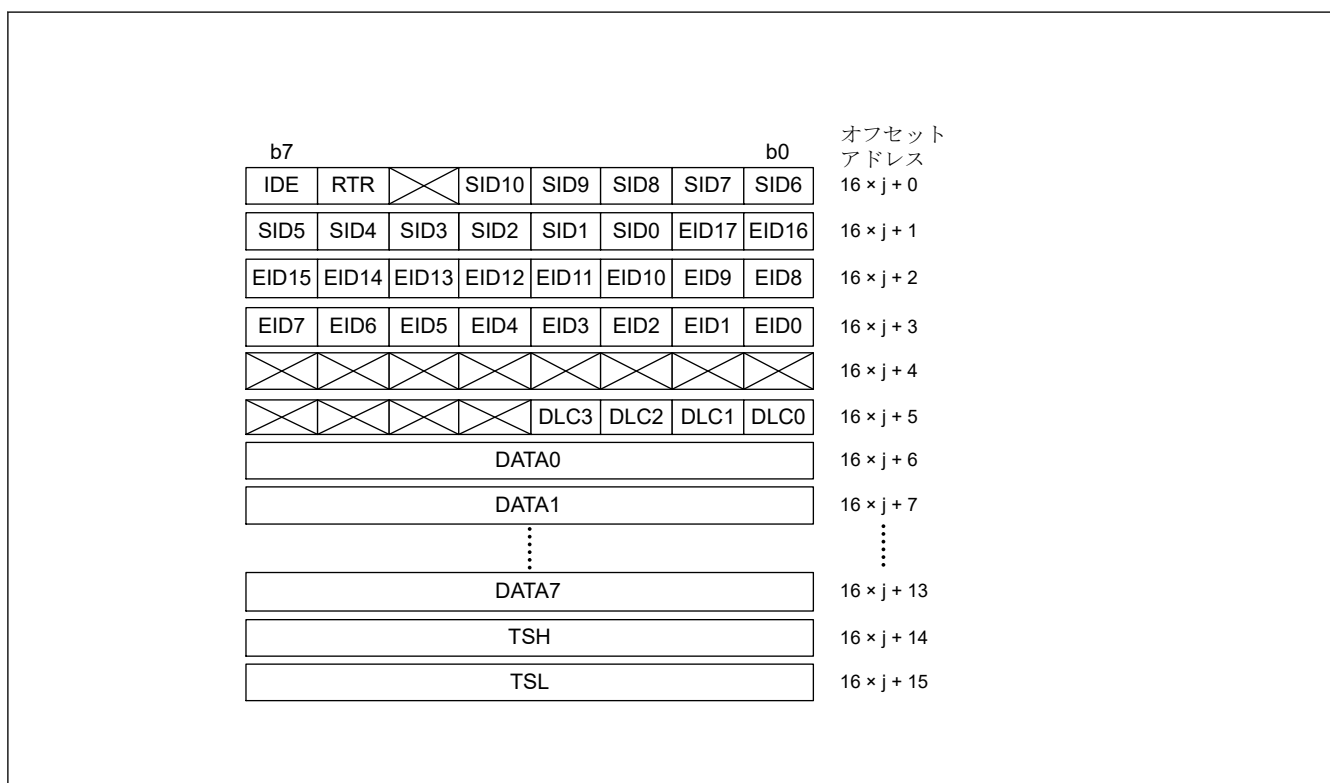 オフセット
アドレス
b7 b0
IDE RTR SID10 SID9 SID8 SID7 SID6 16 × j + 0
SID5 SID4 SID3 SID2 SID1 SID0 EID17 EID16 16 × j + 1
EID15 EID14 EID13 EID12 EID11 EID10 EID9 EID8 16 × j + 2
EID7 EID6 EID5 EID4 EID3 EID2 EID1 EID0 16 × j + 3
16 × j + 4
DLC3 DLC2 DLC1 DLC0 16 × j + 5
DATA0 16 × j + 6
DATA1 16 × j + 7
DATA7 16 × j + 13
TSH 16 × j + 14
TSL 16 × j + 15